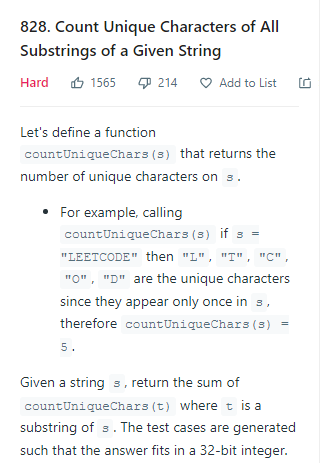 828. Count Unique Characters of All
Substrings of a Given String
Hard 1565 214 Add to List
Let's define a function
countUniqueChars(s) that returns the
number of unique characters on s.
• For example, calling
countUniqueChars(s) if s =
"LEETCODE" then "L", "T", "C",
"O", "D" are the unique characters
since they appear only once in s,
therefore countUniqueChars(s) =
5.
Given a string s, return the sum of
countUniqueChars(t) where t is a
substring of s. The test cases are generated
such that the answer fits in a 32-bit integer.